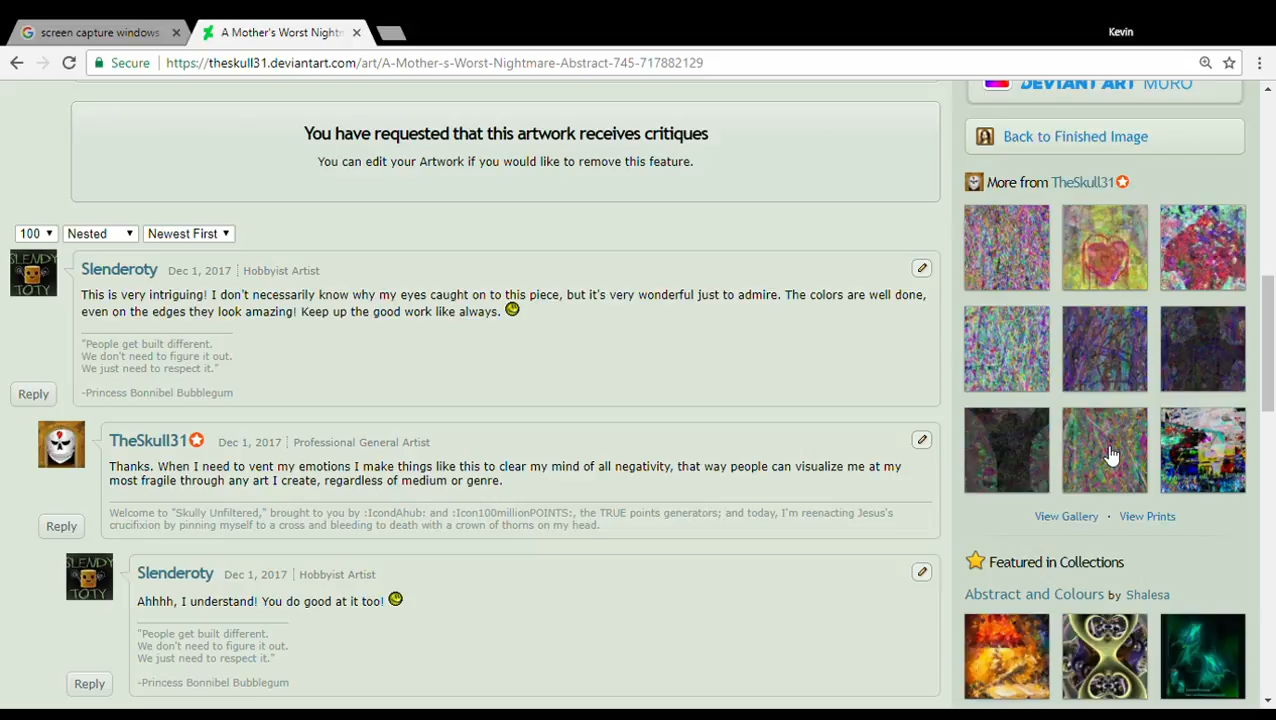 screen capture windows
A Mother's Worst Nightm
Kevin
Secure
https://theskull31.deviantart.com/art/A-Mother-s-Worst-Nightmare-Abstract-745-717882129
DEVIANT ART MURO
You have requested that this artwork receives critiques
You can edit your Artwork if you would like to remove this feature.
Back to Finished Image
More from TheSkull31
100 Nested Newest First
Slenderoty Dec 1, 2017 Hobbyist Artist
This is very intriguing! I don't necessarily know why my eyes caught on to this piece, but it's very wonderful just to admire. The colors are well done,
even on the edges they look amazing! Keep up the good work like always.
"People get built different.
We don't need to figure it out.
We just need to respect it."
-Princess Bonnibel Bubblegum
Reply
SLENDY
TOTY
TheSkull31 Dec 1, 2017 Professional General Artist
Thanks. When I need to vent my emotions I make things like this to clear my mind of all negativity, that way people can visualize me at my
most fragile through any art I create, regardless of medium or genre.
Welcome to "Skully Unfiltered," brought to you by :IcondAhub: and :Icon100millionPOINTS:, the TRUE points generators; and today, I'm reenacting Jesus's
crucifixion by pinning myself to a cross and bleeding to death with a crown of thorns on my head.
Reply
SLENDY
TOTY
Slenderoty Dec 1, 2017 Hobbyist Artist
Ahhhh, I understand! You do good at it too!
"People get built different.
We don't need to figure it out.
We just need to respect it."
-Princess Bonnibel Bubblegum
Reply
View Gallery · View Prints
Featured in Collections
Abstract and Colours by Shalesa